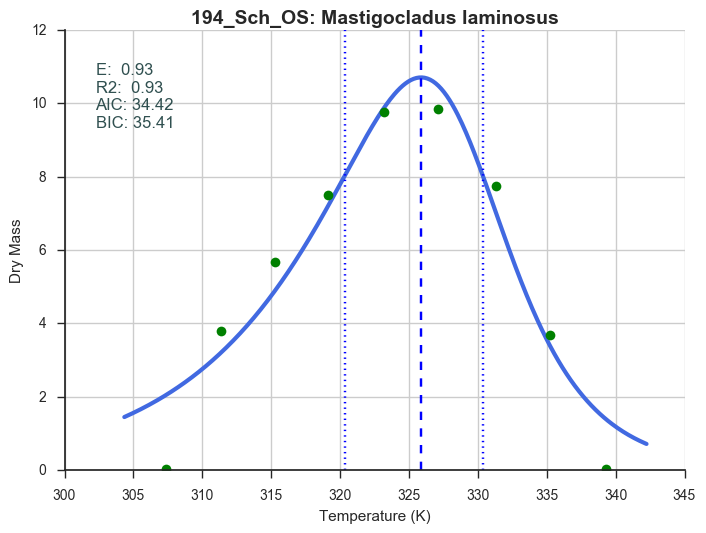 194_Sch_OS: Mastigocladus laminosus
E:  0.93
R2:  0.93
AIC: 34.42
BIC: 35.41
Dry Mass
12
10
8
6
4
2
0
300 305 310 315 320 325 330 335 340 345
Temperature (K)